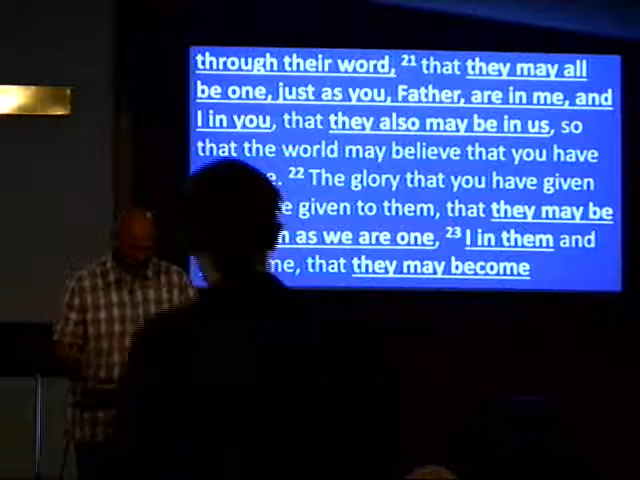 through their word, 21 that they may all
be one, just as you, Father, are in me, and
I in you, that they also may be in us, so
that the world may believe that you have
22 The glory that you have given
given to them, that they may be
as we are one, 23 I in them and
that they may become